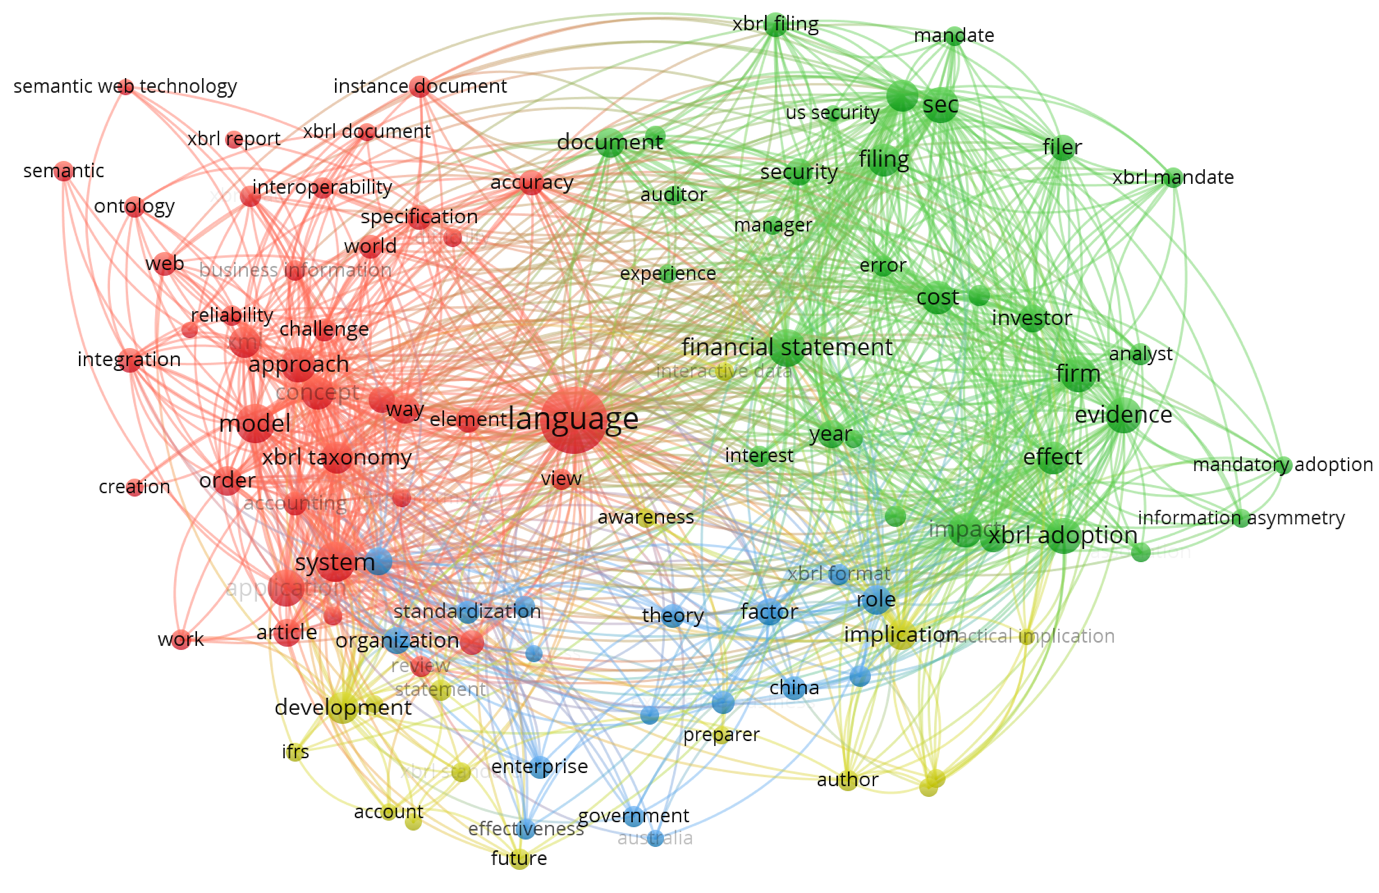 xbrl filing
mandate
semantic web technology
instance document
sec
us security
xbrl report
xbrl document
document
filer
filing
semantic
security
xbrl mandate
interoperability
accuracy
auditor
ontology
specification
manager
world
web
business information
experience
error
cost
reliability
challenge
investor
xml
financial statement
integration
approach
interactive data
analyst
firm
concept
way
element
language
model
evidence
year
xbrl taxonomy
interest
effect
mandatory adoption
order
view
creation
accounting
awareness
information asymmetry
impact
xbrl adoption
system
xbrl format
application
role
standardization
theory
factor
work
article
organization
implication
practical implication
review
statement
china
development
preparer
ifrs
xbrl standard
enterprise
author
account
government
effectiveness
australia
future